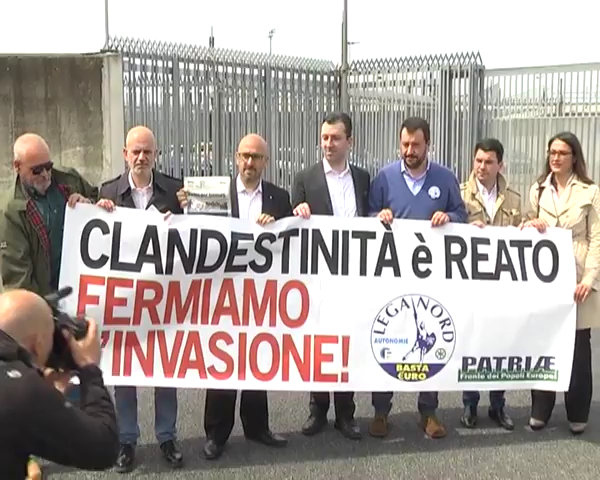 CLANDESTINITÀ è REATO
FERMIAMO
L'INVASIONE!
LEGA NORD
AUTONOMIE
BASTA
€URO
PATRIÆ
Fronte dei Popoli Europei